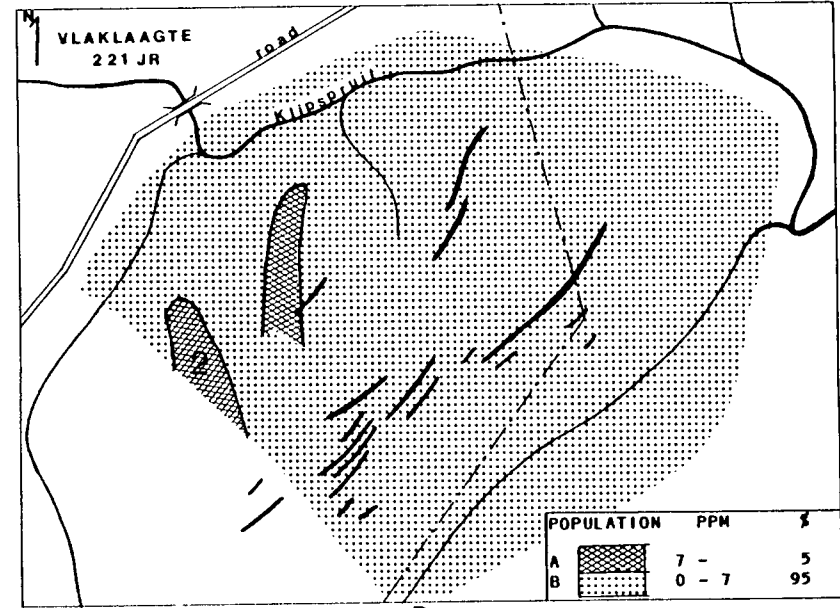 N
VLAKLAAGTE
221 JR
road
Klipspruit
2
POPULATION PPM %
A 7 - 5
B 0 - 7 95